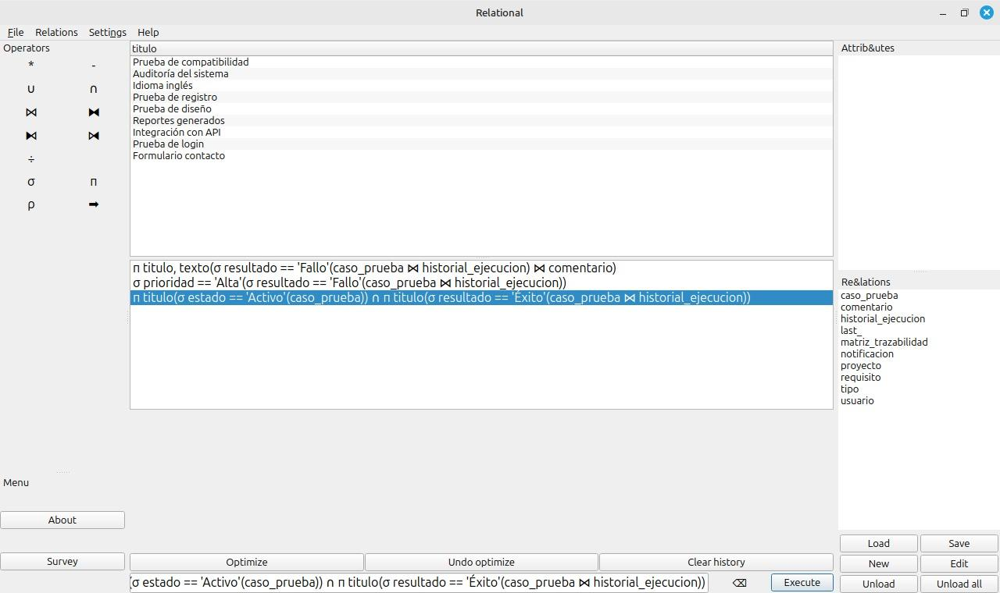 Relational
File Relations Settings Help
Operators
* -
∪ ∩
⋈ ⧓
⧑ ⧒
÷
σ π
ρ ➡
Menu
About
Survey
titulo
Prueba de compatibilidad
Auditoría del sistema
Idioma inglés
Prueba de registro
Prueba de diseño
Reportes generados
Integración con API
Prueba de login
Formulario contacto
π titulo, texto(σ resultado == 'Fallo'(caso_prueba ⋈ historial_ejecucion) ⋈ comentario)
σ prioridad == 'Alta'(σ resultado == 'Fallo'(caso_prueba ⋈ historial_ejecucion))
π titulo(σ estado == 'Activo'(caso_prueba)) ∩ π titulo(σ resultado == 'Éxito'(caso_prueba ⋈ historial_ejecucion))
Optimize Undo optimize Clear history
(σ estado == 'Activo'(caso_prueba)) ∩ π titulo(σ resultado == 'Éxito'(caso_prueba ⋈ historial_ejecucion)) ⌫ Execute
Attrib&utes
Re&lations
caso_prueba
comentario
historial_ejecucion
last_
matriz_trazabilidad
notificacion
proyecto
requisito
tipo
usuario
Load Save
New Edit
Unload Unload all